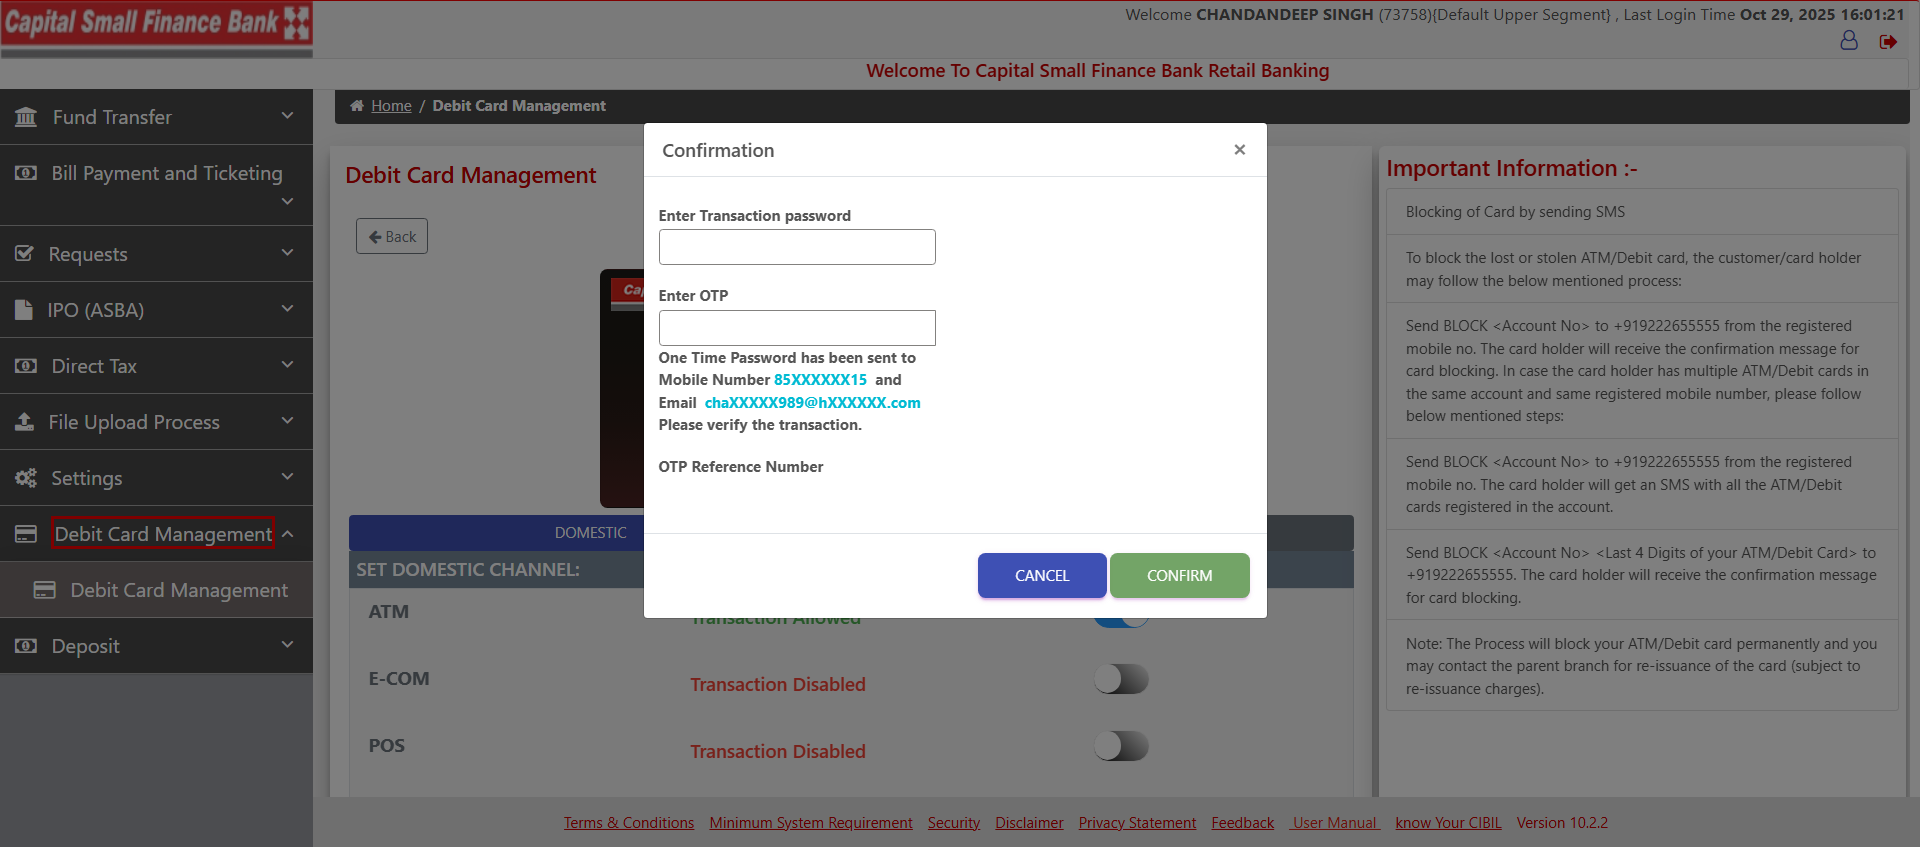 Capital Small Finance Bank
Welcome CHANDANDEEP SINGH (73758){Default Upper Segment} , Last Login Time Oct 29, 2025 16:01:21
Welcome To Capital Small Finance Bank Retail Banking
Fund Transfer
Bill Payment and Ticketing
Requests
IPO (ASBA)
Direct Tax
File Upload Process
Settings
Debit Card Management
Debit Card Management
Deposit
Home / Debit Card Management
Debit Card Management
Back
DOMESTIC
SET DOMESTIC CHANNEL:
ATM
Transaction Allowed
E-COM
Transaction Disabled
POS
Transaction Disabled
Confirmation
×
Enter Transaction password
Enter OTP
One Time Password has been sent to
Mobile Number 85XXXXXX15 and
Email chaXXXXX989@hXXXXXX.com
Please verify the transaction.
OTP Reference Number
CANCEL
CONFIRM
Important Information :-
Blocking of Card by sending SMS
To block the lost or stolen ATM/Debit card, the customer/card holder
may follow the below mentioned process:
Send BLOCK <Account No> to +919222655555 from the registered
mobile no. The card holder will receive the confirmation message for
card blocking. In case the card holder has multiple ATM/Debit cards in
the same account and same registered mobile number, please follow
below mentioned steps:
Send BLOCK <Account No> to +919222655555 from the registered
mobile no. The card holder will get an SMS with all the ATM/Debit
cards registered in the account.
Send BLOCK <Account No> <Last 4 Digits of your ATM/Debit Card> to
+919222655555. The card holder will receive the confirmation message
for card blocking.
Note: The Process will block your ATM/Debit card permanently and you
may contact the parent branch for re-issuance of the card (subject to
re-issuance charges).
Terms & Conditions Minimum System Requirement Security Disclaimer Privacy Statement Feedback User Manual know Your CIBIL Version 10.2.2